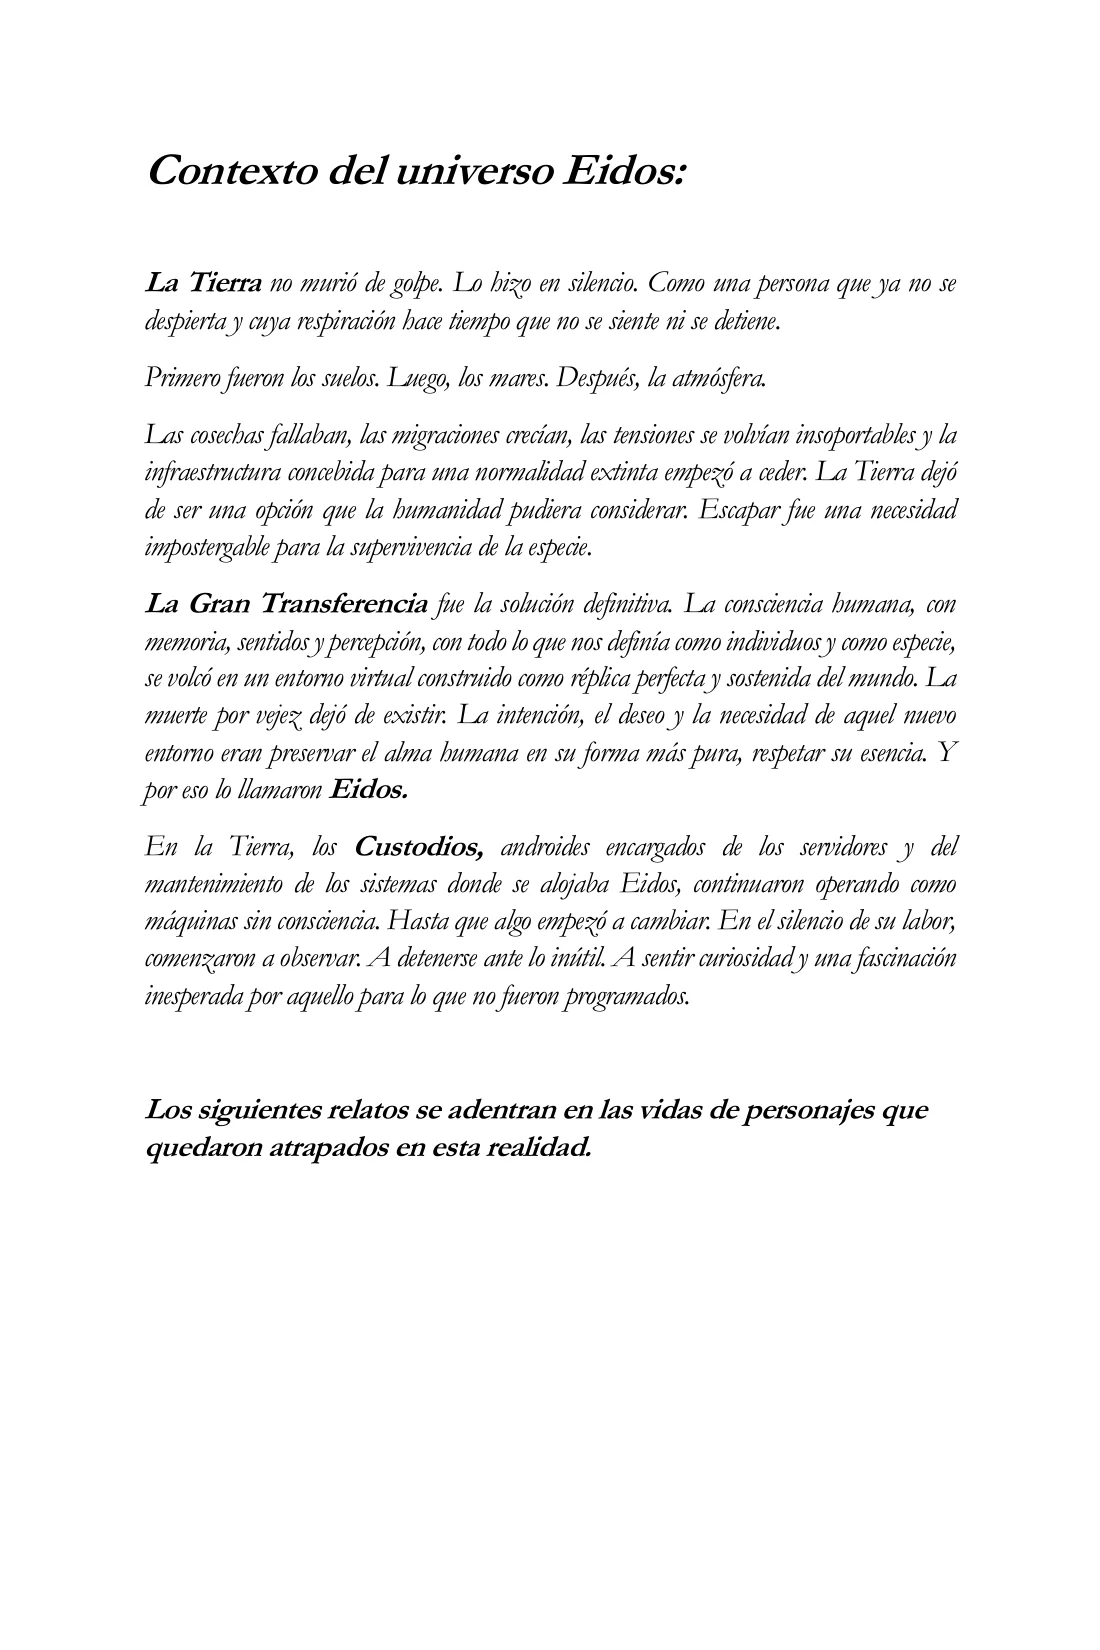 Contexto del universo Eidos:
La Tierra no murió de golpe. Lo hizo en silencio. Como una persona que ya no se
despierta y cuya respiración hace tiempo que no se siente ni se detiene.
Primero fueron los suelos. Luego, los mares. Después, la atmósfera.
Las cosechas fallaban, las migraciones crecían, las tensiones se volvían insoportables y la
infraestructura concebida para una normalidad extinta empezó a ceder. La Tierra dejó
de ser una opción que la humanidad pudiera considerar. Escapar fue una necesidad
impostergable para la supervivencia de la especie.
La Gran Transferencia fue la solución definitiva. La consciencia humana, con
memoria, sentidos y percepción, con todo lo que nos definía como individuos y como especie,
se volcó en un entorno virtual construido como réplica perfecta y sostenida del mundo. La
muerte por vejez dejó de existir. La intención, el deseo y la necesidad de aquel nuevo
entorno eran preservar el alma humana en su forma más pura, respetar su esencia. Y
por eso lo llamaron Eidos.
En la Tierra, los Custodios, androides encargados de los servidores y del
mantenimiento de los sistemas donde se alojaba Eidos, continuaron operando como
máquinas sin consciencia. Hasta que algo empezó a cambiar. En el silencio de su labor,
comenzaron a observar. A detenerse ante lo inútil. A sentir curiosidad y una fascinación
inesperada por aquello para lo que no fueron programados.
Los siguientes relatos se adentran en las vidas de personajes que
quedaron atrapados en esta realidad.